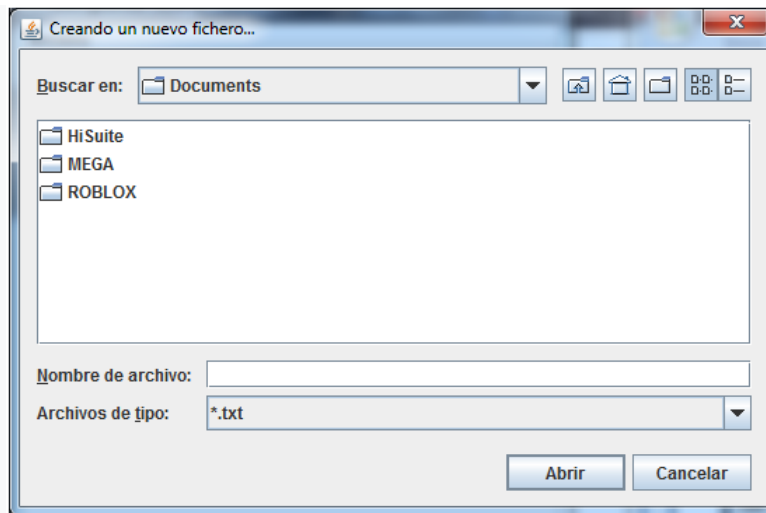 Creando un nuevo fichero...
Buscar en: Documents
HiSuite
MEGA
ROBLOX
Nombre de archivo:
Archivos de tipo: *.txt
Abrir Cancelar